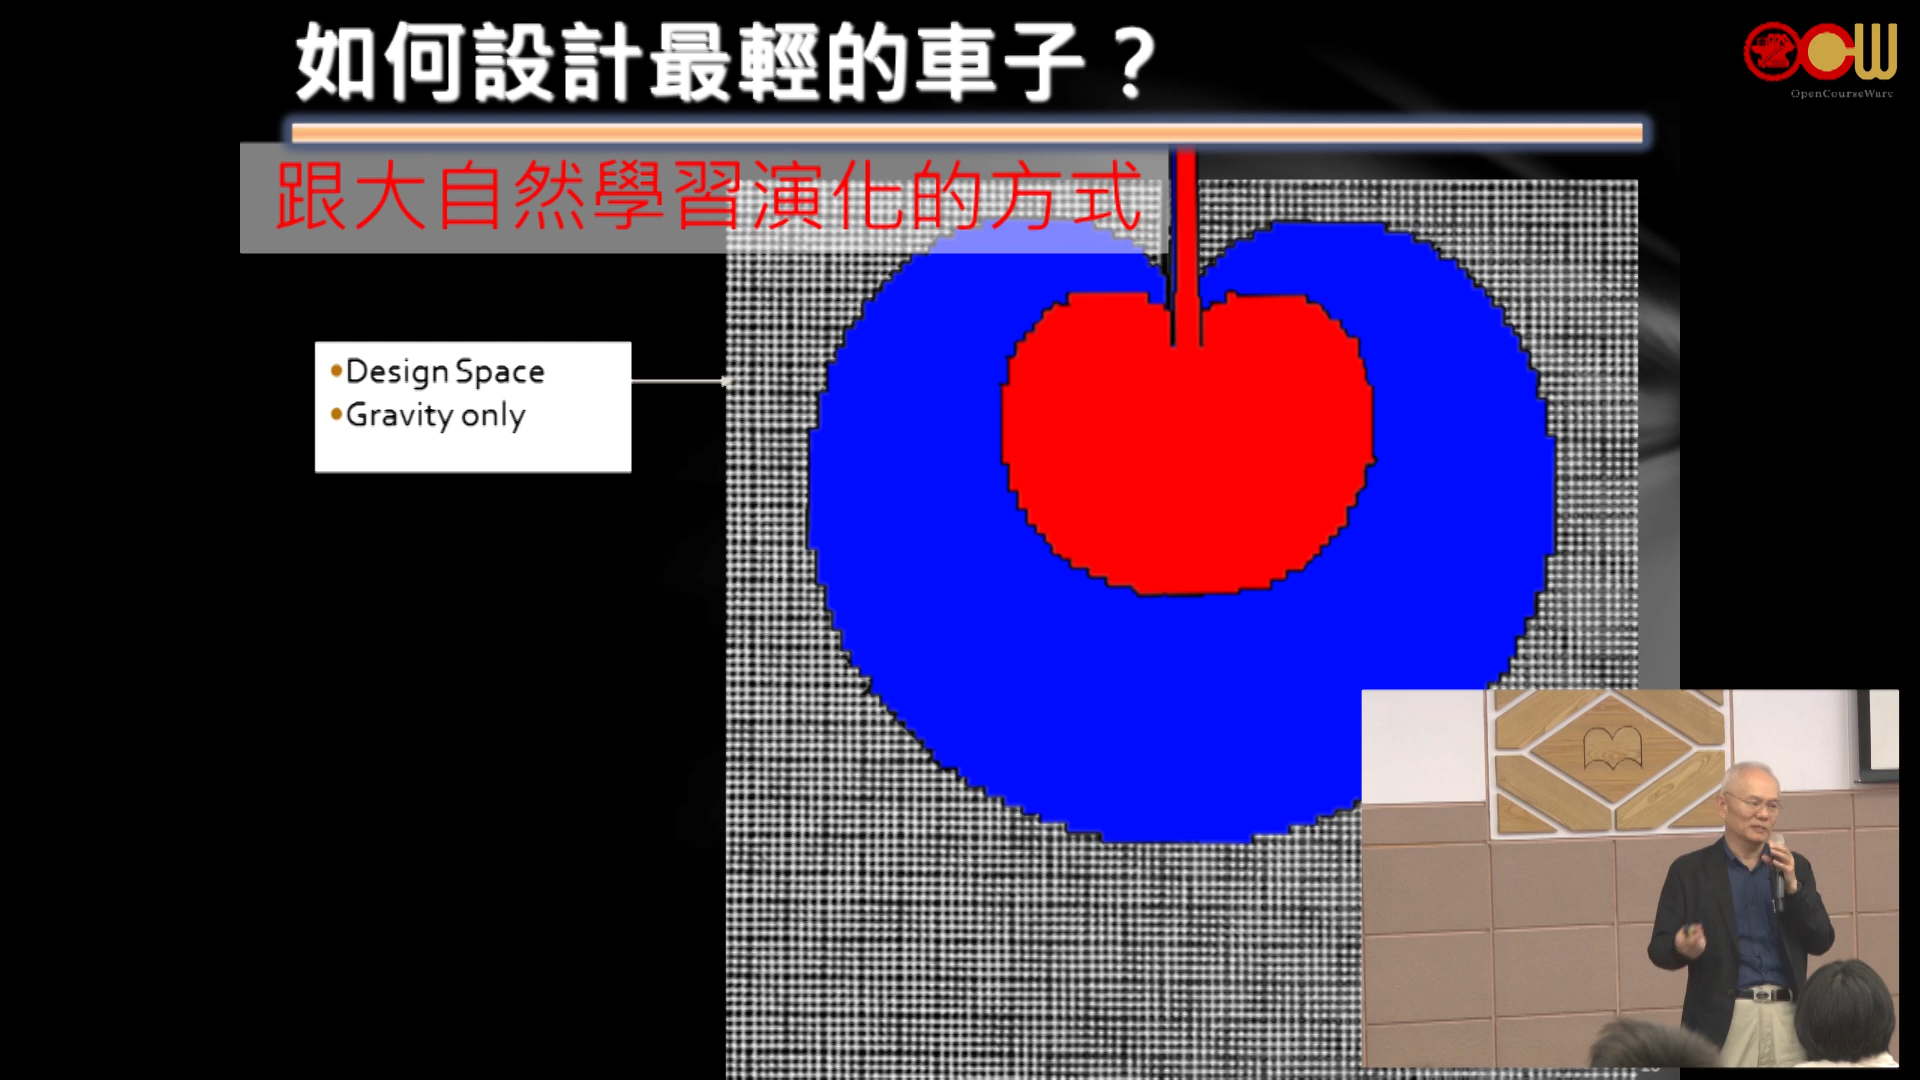 如何設計最輕的車子？
OpenCourseWare
跟大自然學習演化的方式
•Design Space
•Gravity only